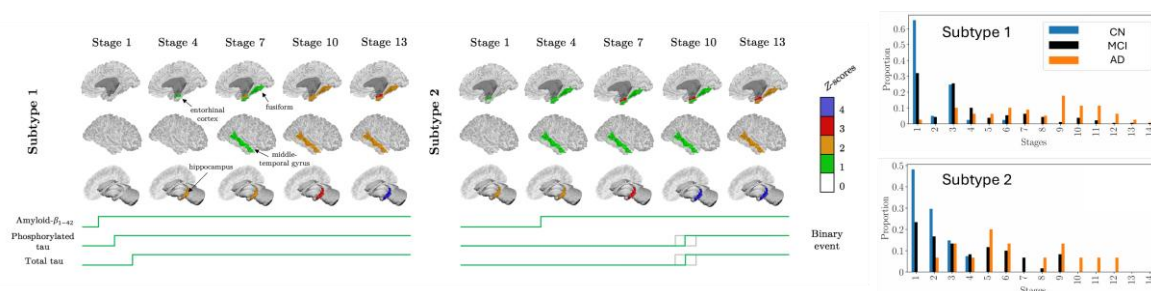 Stage 1 Stage 4 Stage 7 Stage 10 Stage 13
Subtype 1
entorhinal
cortex
fusiform
middle-
temporal gyrus
hippocampus
Amyloid-β₁₋₄₂
Phosphorylated
tau
Total tau
Stage 1 Stage 4 Stage 7 Stage 10 Stage 13
Subtype 2
Z-scores
4
3
2
1
0
Binary
event
Subtype 1
CN
MCI
AD
Proportion
0.6
0.5
0.4
0.3
0.2
0.1
0
1 2 3 4 5 6 7 8 9 10 11 12 13 14
Stages
Subtype 2
Proportion
0.5
0.4
0.3
0.2
0.1
0
1 2 3 4 5 6 7 8 9 10 11 12 13 14
Stages